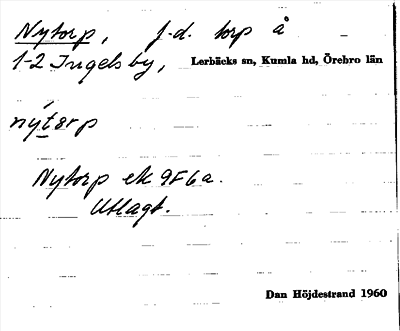 Nytorp, f.d. torp å
1-2 Ingelsby, Lerbäcks sn, Kumla hd, Örebro län
nýtorp
Nytorp ek 9F6a.
Utlagt.
Dan Höjdestrand 1960